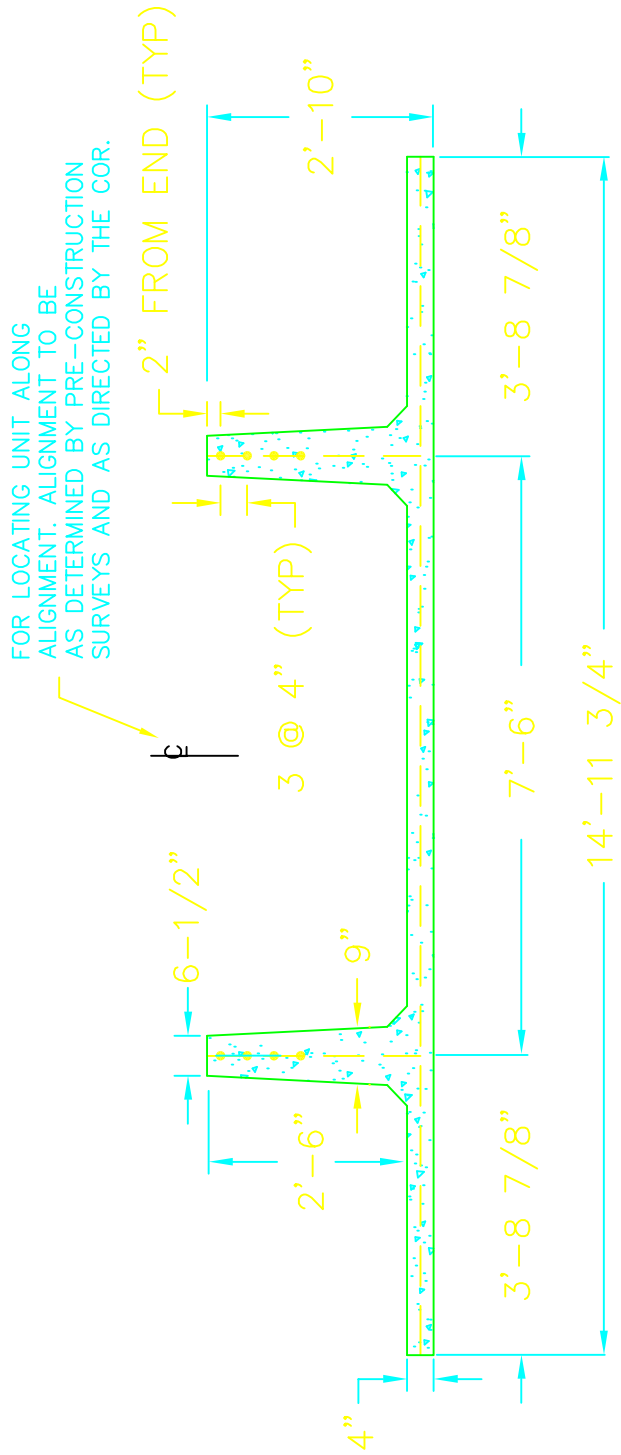 FOR LOCATING UNIT ALONG
ALIGNMENT. ALIGNMENT TO BE
AS DETERMINED BY PRE-CONSTRUCTION
SURVEYS AND AS DIRECTED BY THE COR.
2" FROM END (TYP)
6-1/2"
CL
3 @ 4" (TYP)
2'-10"
2'-6"
9"
4"
3'-8 7/8"
7'-6"
3'-8 7/8"
14'-11 3/4"